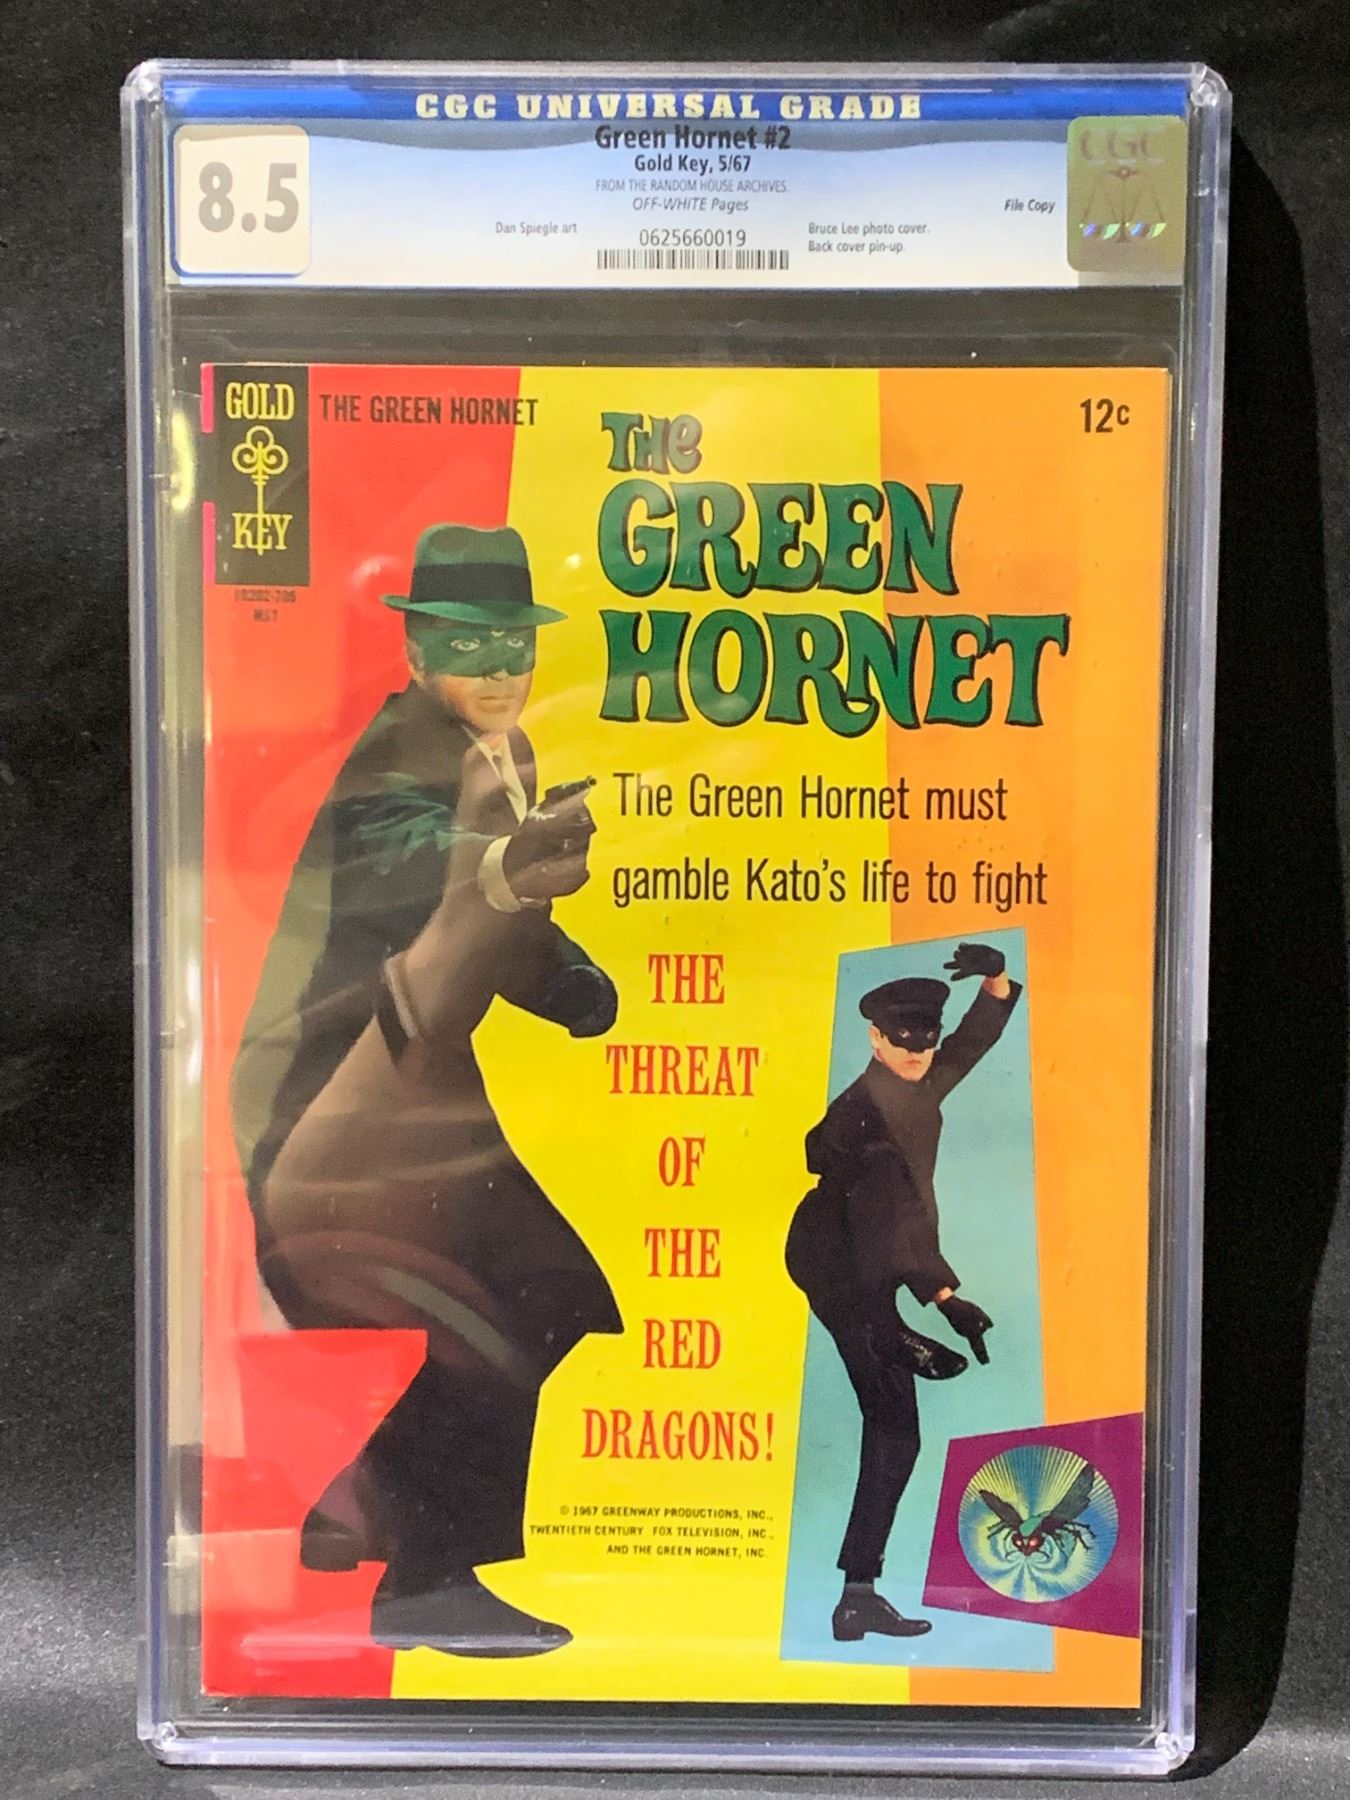 CGC UNIVERSAL GRADE
8.5
Green Hornet #2
Gold Key, 5/67
FROM THE RANDOM HOUSE ARCHIVES.
OFF-WHITE Pages
File Copy
Dan Spiegle art
0625660019
Bruce Lee photo cover.
Back cover pin-up.
CGC
GOLD
KEY
THE GREEN HORNET
12c
MAY
THE
GREEN
HORNET
The Green Hornet must
gamble Kato's life to fight
THE
THREAT
OF
THE
RED
DRAGONS!
© 1967 GREENWAY PRODUCTIONS, INC.,
TWENTIETH CENTURY FOX TELEVISION, INC.,
AND THE GREEN HORNET, INC.